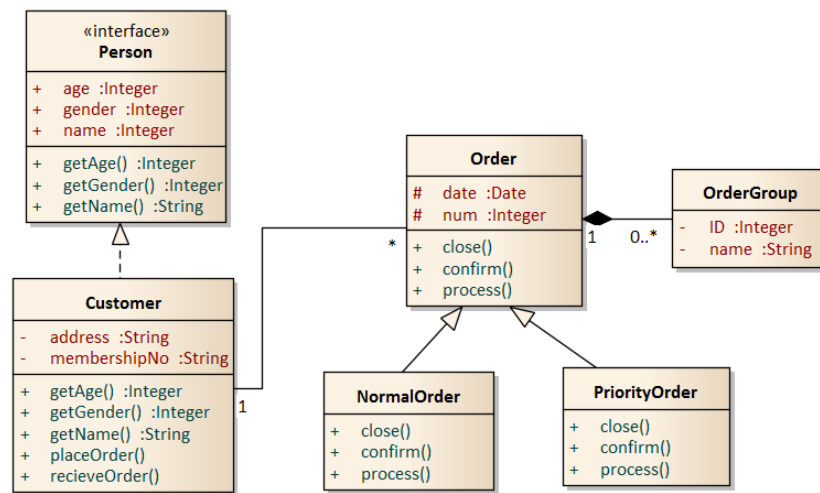 «interface»
Person
+ age :Integer
+ gender :Integer
+ name :Integer
+ getAge() :Integer
+ getGender() :Integer
+ getName() :String
Customer
- address :String
- membershipNo :String
+ getAge() :Integer
+ getGender() :Integer
+ getName() :String
+ placeOrder()
+ recieveOrder()
1
*
Order
# date :Date
# num :Integer
+ close()
+ confirm()
+ process()
1
0..*
OrderGroup
- ID :Integer
- name :String
NormalOrder
+ close()
+ confirm()
+ process()
PriorityOrder
+ close()
+ confirm()
+ process()